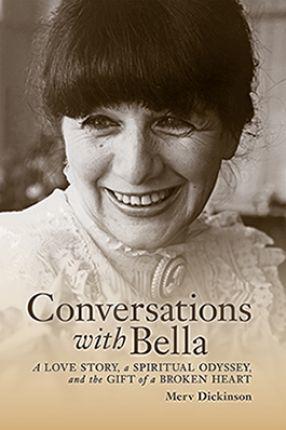 Conversations
with Bella
A LOVE STORY, a SPIRITUAL ODYSSEY,
and the GIFT of a BROKEN HEART
Merv Dickinson